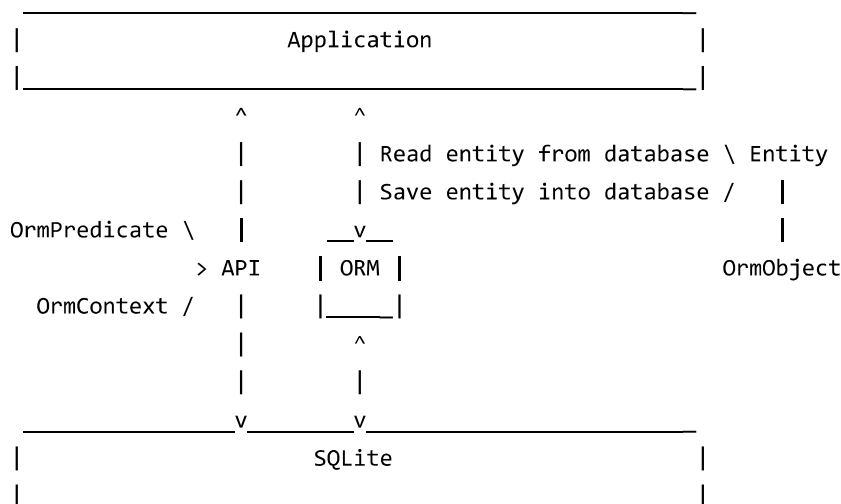 Application
Read entity from database \ Entity
Save entity into database /
OrmPredicate \
> API ORM OrmObject
OrmContext /
SQLite